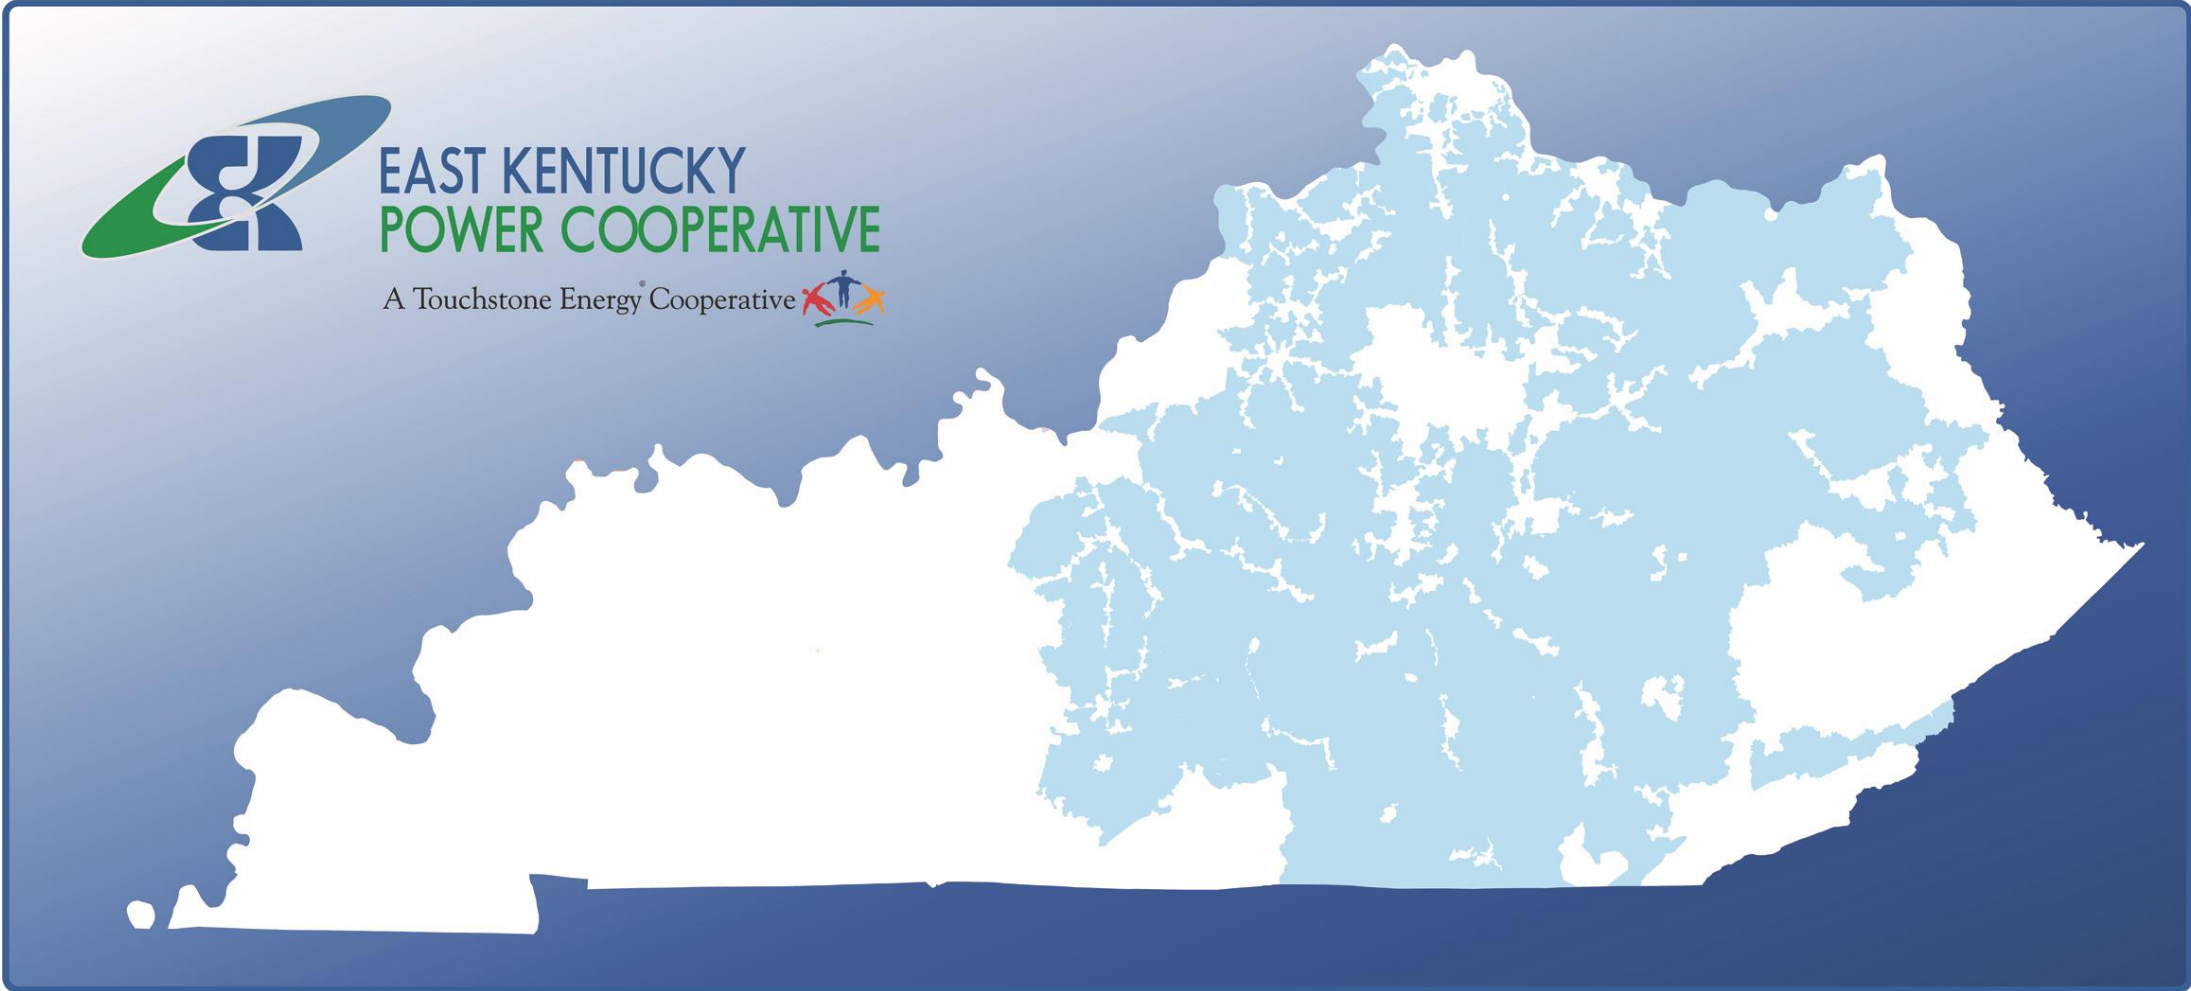 EAST KENTUCKY
POWER COOPERATIVE
A Touchstone Energy® Cooperative